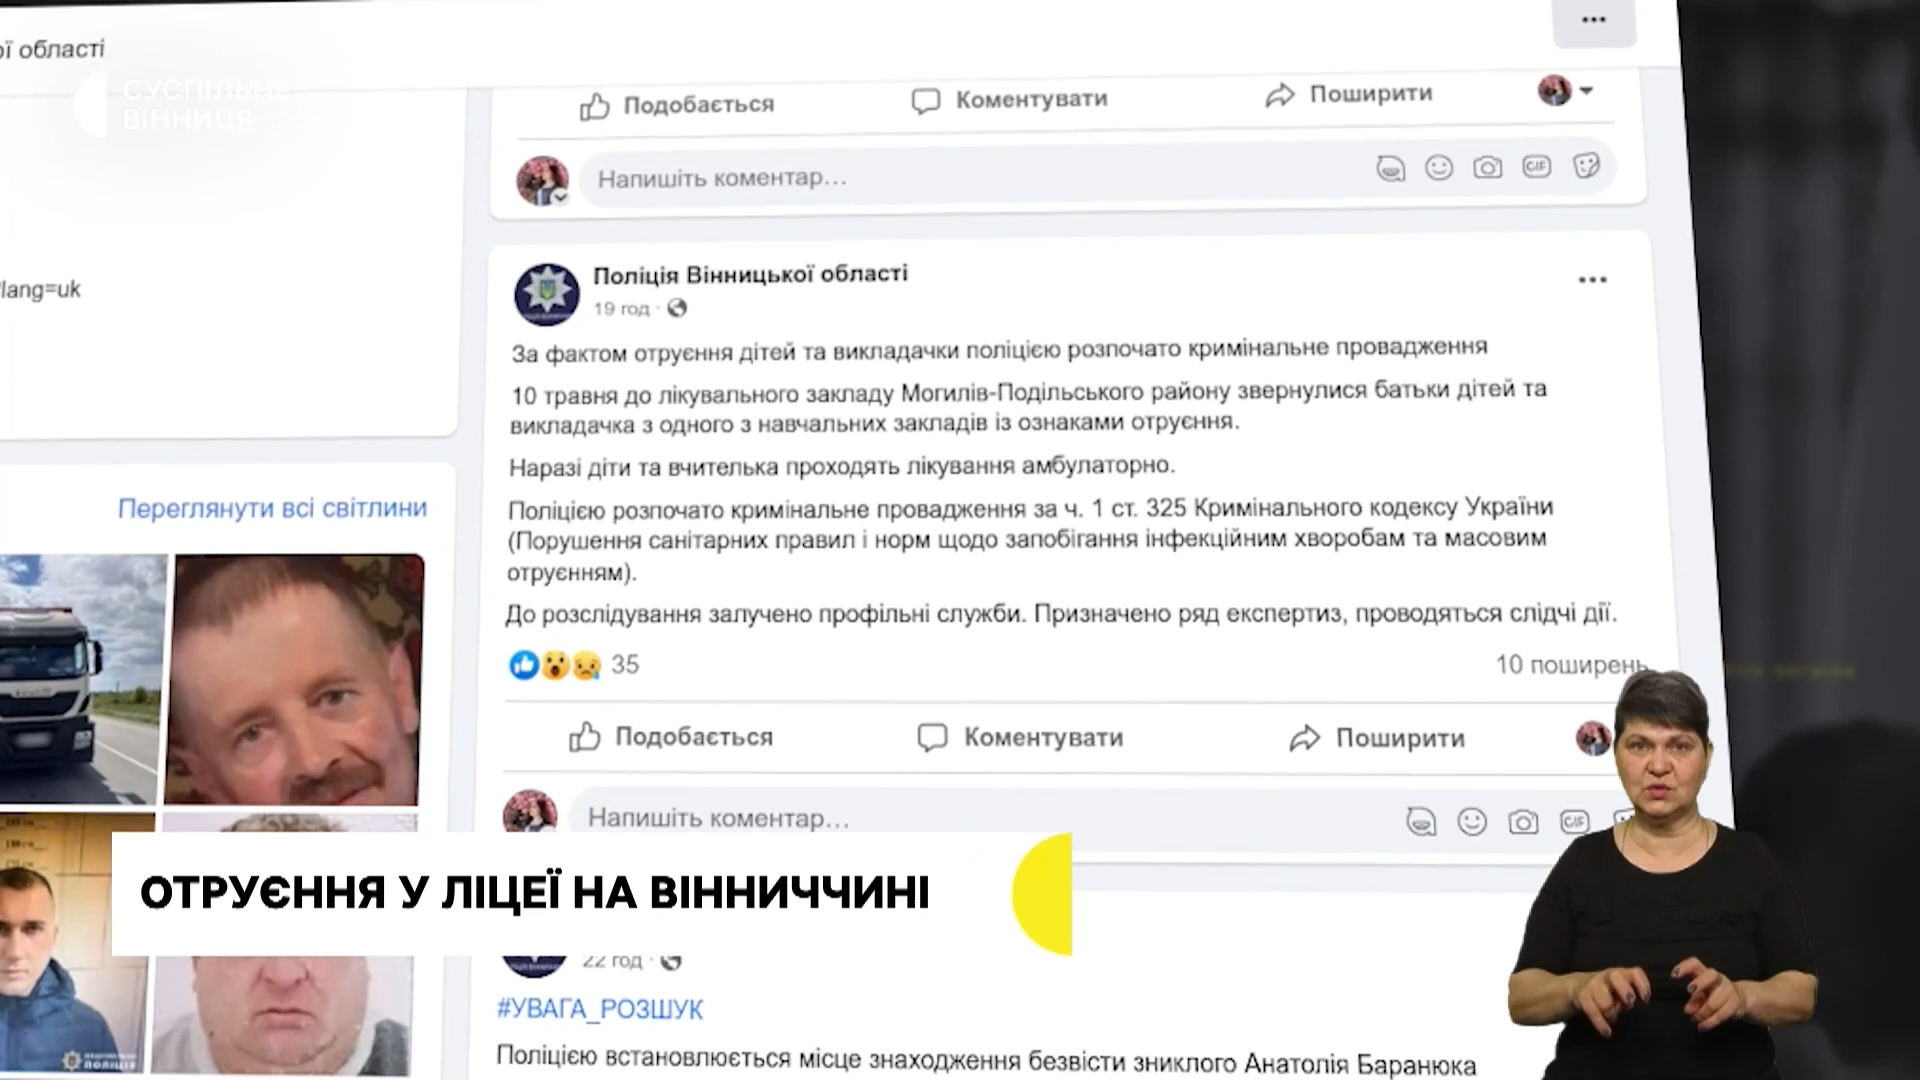 ої області
СУСПІЛЬНЕ
ВІННИЦЯ
Подобається Коментувати Поширити
Напишіть коментар...
GIF
lang=uk
Поліція Вінницької області
19 год ·
За фактом отруєння дітей та викладачки поліцією розпочато кримінальне провадження
10 травня до лікувального закладу Могилів-Подільського району звернулися батьки дітей та
викладачка з одного з навчальних закладів із ознаками отруєння.
Наразі діти та вчителька проходять лікування амбулаторно.
Поліцією розпочато кримінальне провадження за ч. 1 ст. 325 Кримінального кодексу України
(Порушення санітарних правил і норм щодо запобігання інфекційним хворобам та масовим
отруєнням).
До розслідування залучено профільні служби. Призначено ряд експертиз, проводяться слідчі дії.
35
10 поширень
Подобається Коментувати Поширити
Напишіть коментар...
GIF
Переглянути всі світлини
ОТРУЄННЯ У ЛІЦЕЇ НА ВІННИЧЧИНІ
22 год ·
#УВАГА_РОЗШУК
Поліцією встановлюється місце знаходження безвісти зниклого Анатолія Баранюка
ПОЛІЦІЯ